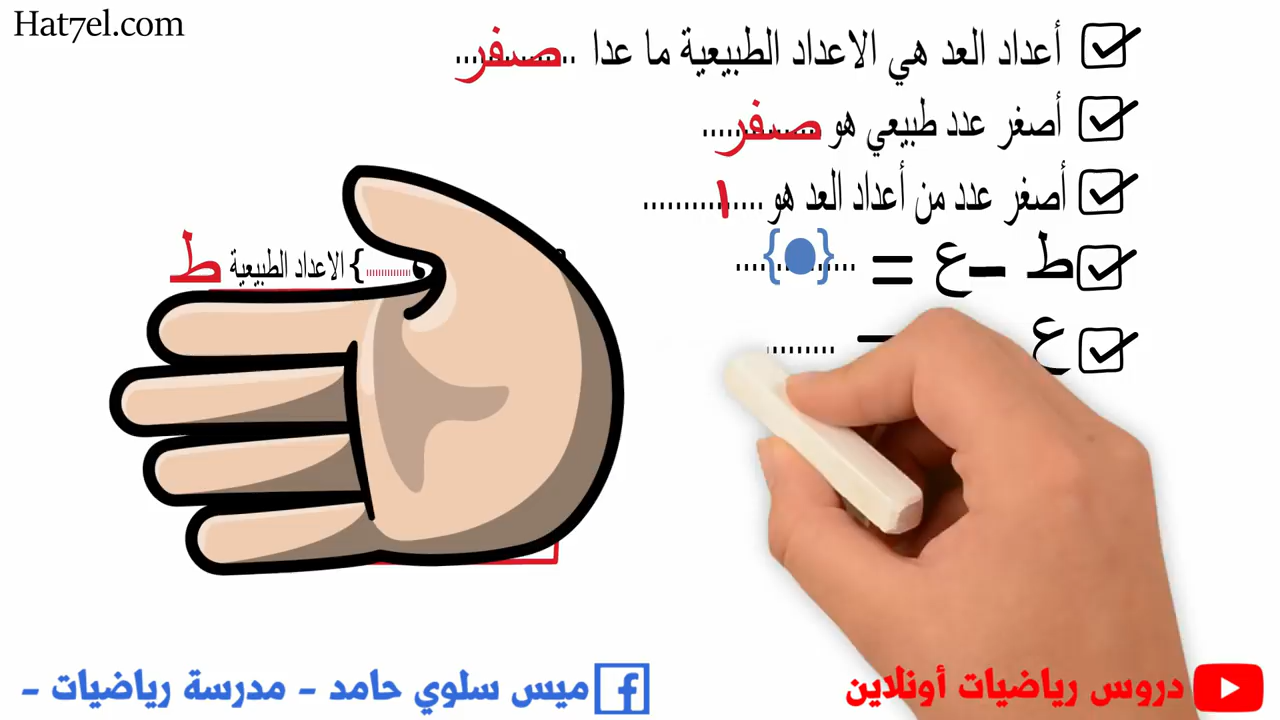 Hat7el.com
أعداد العد هي الاعداد الطبيعية ما عدا ....صفر....
أصغر عدد طبيعي هو ....صفر....
أصغر عدد من أعداد العد هو ....١....
ط – ع = ....{٠}....
ع
ط الاعداد الطبيعية {............
دروس رياضيات أونلاين
ميس سلوي حامد - مدرسة رياضيات -